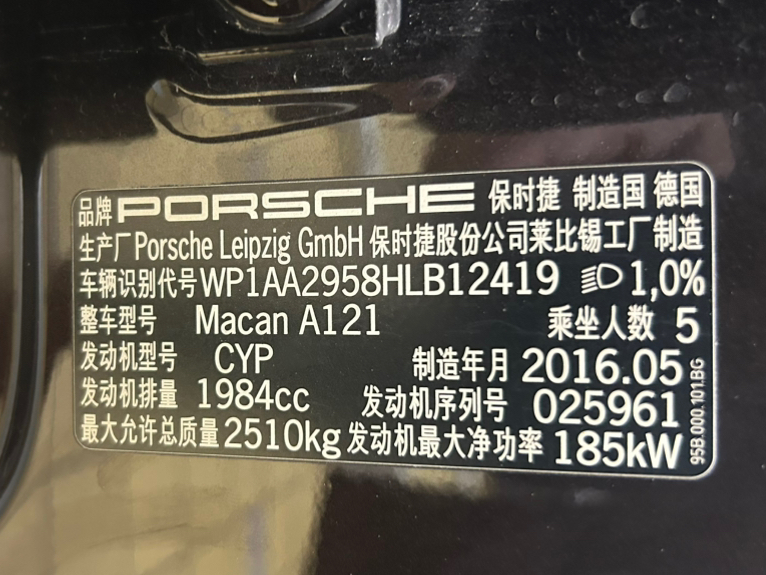 品牌 PORSCHE 保时捷 制造国 德国
生产厂 Porsche Leipzig GmbH 保时捷股份公司莱比锡工厂制造
车辆识别代号 WP1AA2958HLB12419 1,0%
整车型号 Macan A121 乘坐人数 5
发动机型号 CYP 制造年月 2016.05
发动机排量 1984cc 发动机序列号 025961
最大允许总质量 2510kg 发动机最大净功率 185kW
95B.000.101.BG